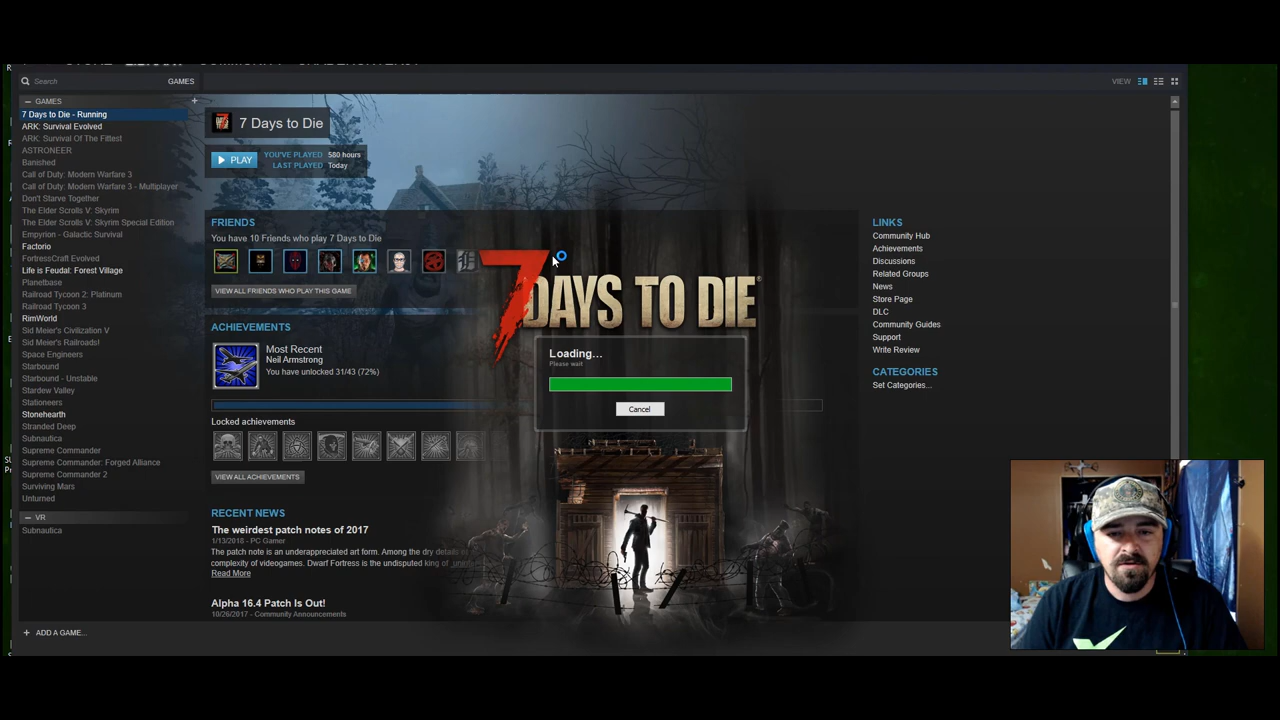 Search
GAMES
VIEW
GAMES
+
7 Days to Die - Running
ARK: Survival Evolved
ARK: Survival Of The Fittest
ASTRONEER
Banished
Call of Duty: Modern Warfare 3
Call of Duty: Modern Warfare 3 - Multiplayer
Don't Starve Together
The Elder Scrolls V: Skyrim
The Elder Scrolls V: Skyrim Special Edition
Empyrion - Galactic Survival
Factorio
FortressCraft Evolved
Life is Feudal: Forest Village
Planetbase
Railroad Tycoon 2: Platinum
Railroad Tycoon 3
RimWorld
Sid Meier's Civilization V
Sid Meier's Railroads!
Space Engineers
Starbound
Starbound - Unstable
Stardew Valley
Stationeers
Stonehearth
Stranded Deep
Subnautica
Supreme Commander
Supreme Commander: Forged Alliance
Supreme Commander 2
Surviving Mars
Unturned
VR
Subnautica
+ ADD A GAME...
7 Days to Die
PLAY
YOU'VE PLAYED 580 hours
LAST PLAYED Today
FRIENDS
You have 10 Friends who play 7 Days to Die
VIEW ALL FRIENDS WHO PLAY THIS GAME
ACHIEVEMENTS
Most Recent
Neil Armstrong
You have unlocked 31/43 (72%)
Locked achievements
VIEW ALL ACHIEVEMENTS
RECENT NEWS
The weirdest patch notes of 2017
1/13/2018 - PC Gamer
The patch note is an underappreciated art form. Among the dry details or
complexity of videogames. Dwarf Fortress is the undisputed king of
Read More
Alpha 16.4 Patch Is Out!
10/26/2017 - Community Announcements
7 DAYS TO DIE
Loading...
Please wait
Cancel
LINKS
Community Hub
Achievements
Discussions
Related Groups
News
Store Page
DLC
Community Guides
Support
Write Review
CATEGORIES
Set Categories...